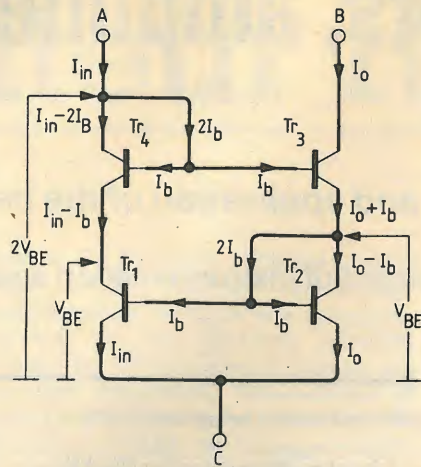 A
B
I_in
I_o
I_in-2I_B
2I_b
Tr_4
Tr_3
I_b
I_b
I_in-I_b
I_o+I_b
2V_BE
2I_b
I_o-I_b
Tr_1
Tr_2
V_BE
I_b
I_b
V_BE
I_in
I_o
C